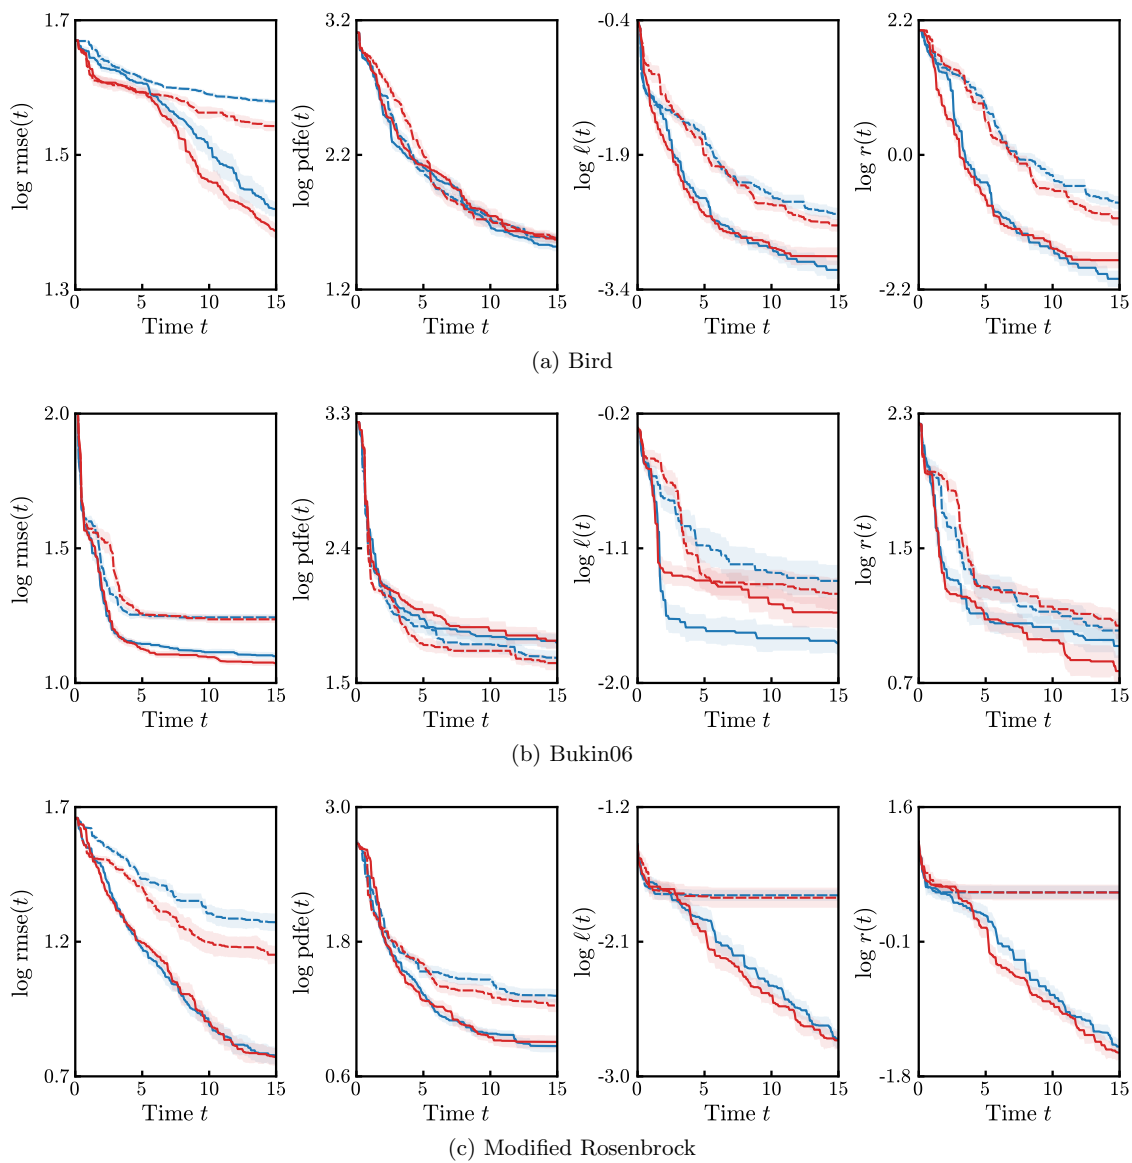 1.7
1.5
1.3
log rmse(t)
0 5 10 15
Time t
3.2
2.2
1.2
log pdfe(t)
0 5 10 15
Time t
-0.4
-1.9
-3.4
log ℓ(t)
0 5 10 15
Time t
2.2
0.0
-2.2
log r(t)
0 5 10 15
Time t
(a) Bird
2.0
1.5
1.0
log rmse(t)
0 5 10 15
Time t
3.3
2.4
1.5
log pdfe(t)
0 5 10 15
Time t
-0.2
-1.1
-2.0
log ℓ(t)
0 5 10 15
Time t
2.3
1.5
0.7
log r(t)
0 5 10 15
Time t
(b) Bukin06
1.7
1.2
0.7
log rmse(t)
0 5 10 15
Time t
3.0
1.8
0.6
log pdfe(t)
0 5 10 15
Time t
-1.2
-2.1
-3.0
log ℓ(t)
0 5 10 15
Time t
1.6
-0.1
-1.8
log r(t)
0 5 10 15
Time t
(c) Modified Rosenbrock